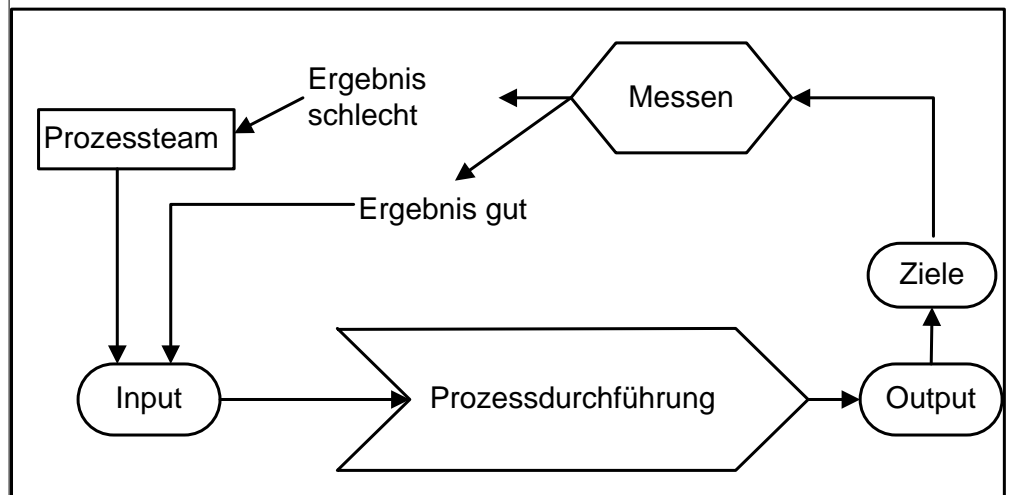 Ergebnis
schlecht
Messen
Prozessteam
Ergebnis gut
Ziele
Input
Prozessdurchführung
Output